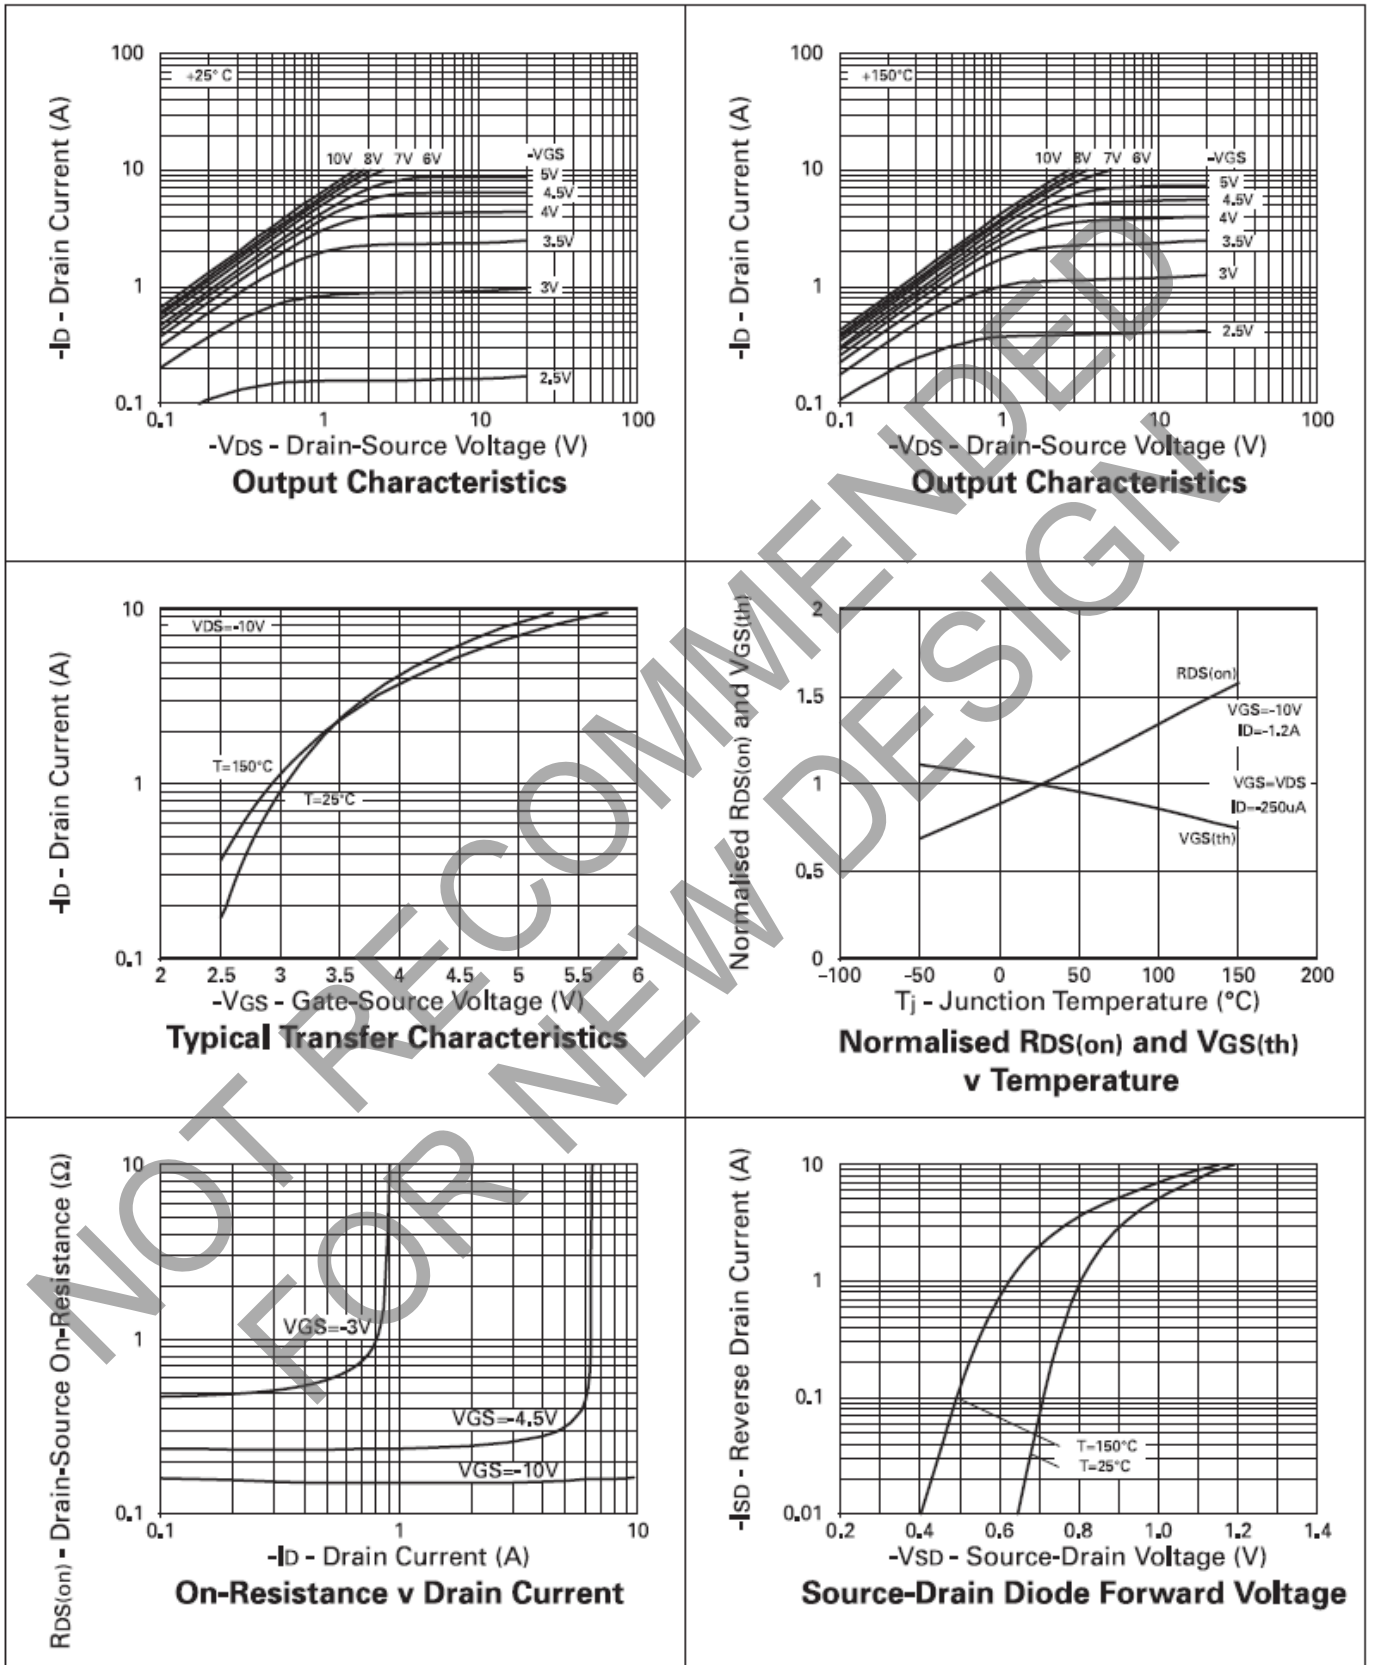 100
10
1
0.1
+25° C
10V 8V 7V 6V
-VGS
5V
4.5V
4V
3.5V
3V
2.5V
0.1 1 10 100
-ID - Drain Current (A)
-VDS - Drain-Source Voltage (V)
Output Characteristics
100
10
1
0.1
+150°C
10V 8V 7V 6V
-VGS
5V
4.5V
4V
3.5V
3V
2.5V
0.1 1 10 100
-ID - Drain Current (A)
-VDS - Drain-Source Voltage (V)
Output Characteristics
10
1
0.1
VDS=-10V
T=150°C
T=25°C
2 2.5 3 3.5 4 4.5 5 5.5 6
-ID - Drain Current (A)
-VGS - Gate-Source Voltage (V)
Typical Transfer Characteristics
2
1.5
1
0.5
0
RDS(on)
VGS=-10V
ID=-1.2A
VGS=VDS
ID=-250uA
VGS(th)
-100 -50 0 50 100 150 200
Normalised RDS(on) and VGS(th)
Tj - Junction Temperature (°C)
Normalised RDS(on) and VGS(th)
v Temperature
10
1
0.1
VGS=-3V
VGS=-4.5V
VGS=-10V
0.1 1 10
RDS(on) - Drain-Source On-Resistance (Ω)
-ID - Drain Current (A)
On-Resistance v Drain Current
10
1
0.1
0.01
T=150°C
T=25°C
0.2 0.4 0.6 0.8 1.0 1.2 1.4
-ISD - Reverse Drain Current (A)
-VSD - Source-Drain Voltage (V)
Source-Drain Diode Forward Voltage
NOT RECOMMENDED
FOR NEW DESIGN